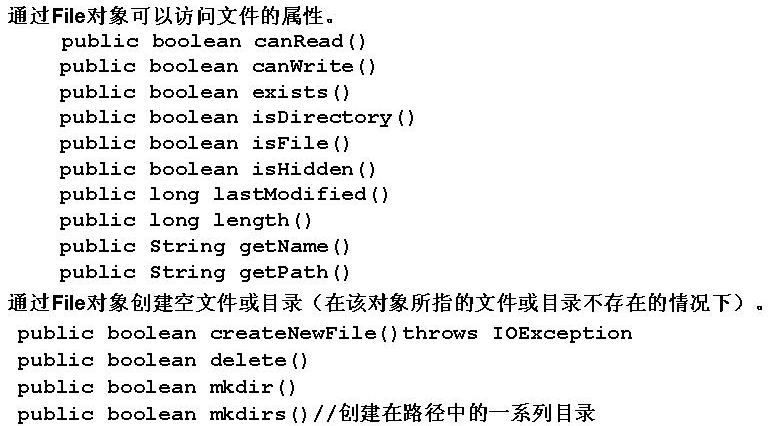 通过File对象可以访问文件的属性。
public boolean canRead()
public boolean canWrite()
public boolean exists()
public boolean isDirectory()
public boolean isFile()
public boolean isHidden()
public long lastModified()
public long length()
public String getName()
public String getPath()
通过File对象创建空文件或目录（在该对象所指的文件或目录不存在的情况下）。
public boolean createNewFile()throws IOException
public boolean delete()
public boolean mkdir()
public boolean mkdirs()//创建在路径中的一系列目录